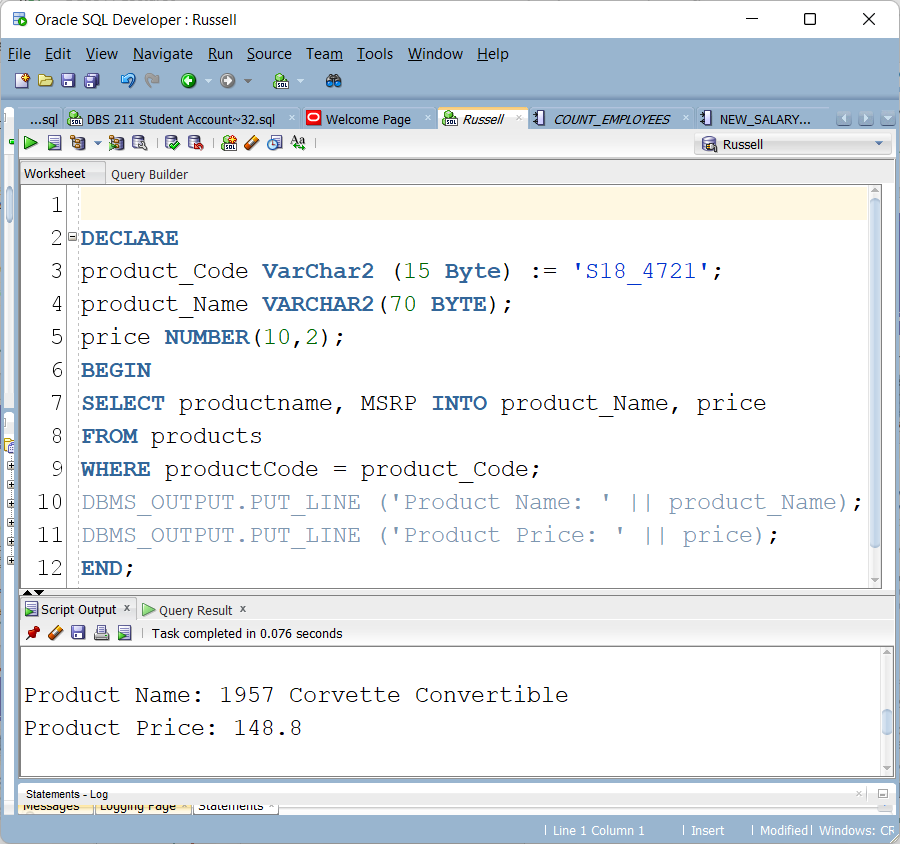 Oracle SQL Developer : Russell
File Edit View Navigate Run Source Team Tools Window Help
...sql DBS 211 Student Account~32.sql Welcome Page Russell COUNT_EMPLOYEES NEW_SALARY...
Russell
Worksheet Query Builder
1
2 DECLARE
3 product_Code VarChar2 (15 Byte) := 'S18_4721';
4 product_Name VARCHAR2(70 BYTE);
5 price NUMBER(10,2);
6 BEGIN
7 SELECT productname, MSRP INTO product_Name, price
8 FROM products
9 WHERE productCode = product_Code;
10 DBMS_OUTPUT.PUT_LINE ('Product Name: ' || product_Name);
11 DBMS_OUTPUT.PUT_LINE ('Product Price: ' || price);
12 END;
Script Output x Query Result x
Task completed in 0.076 seconds
Product Name: 1957 Corvette Convertible
Product Price: 148.8
Statements - Log
Messages Logging Page Statements
Line 1 Column 1 Insert Modified Windows: CR